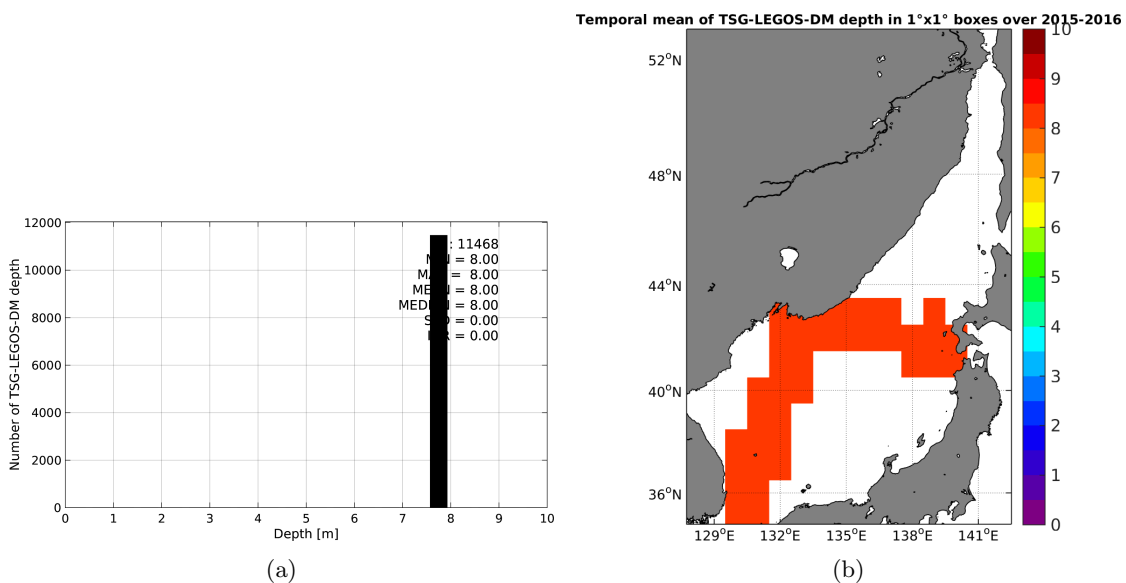 Temporal mean of TSG-LEGOS-DM depth in 1°x1° boxes over 2015-2016
12000
10000
8000
6000
4000
2000
0
Number of TSG-LEGOS-DM depth
: 11468
= 8.00
= 8.00
= 8.00
= 8.00
= 0.00
= 0.00
0 1 2 3 4 5 6 7 8 9 10
Depth [m]
(a)
52°N
48°N
44°N
40°N
36°N
129°E 132°E 135°E 138°E 141°E
10
9
8
7
6
5
4
3
2
1
0
(b)